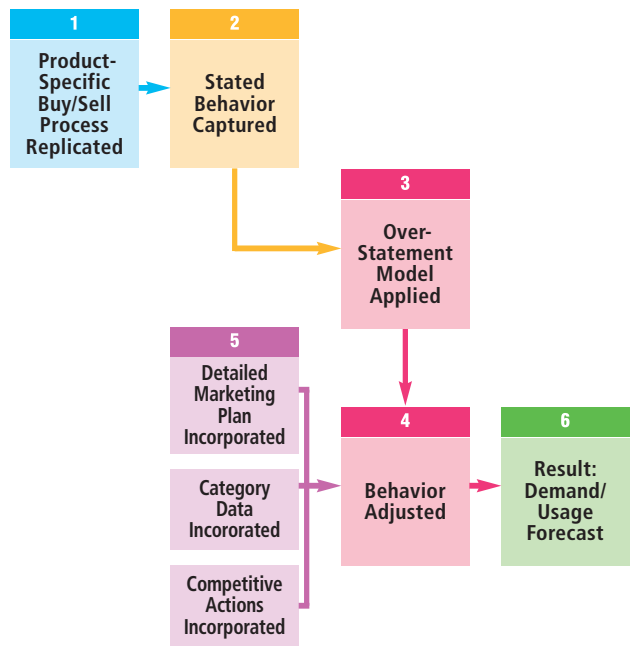 1
Product-
Specific
Buy/Sell
Process
Replicated
2
Stated
Behavior
Captured
3
Over-
Statement
Model
Applied
5
Detailed
Marketing
Plan
Incorporated
Category
Data
Incororated
Competitive
Actions
Incorporated
4
Behavior
Adjusted
6
Result:
Demand/
Usage
Forecast